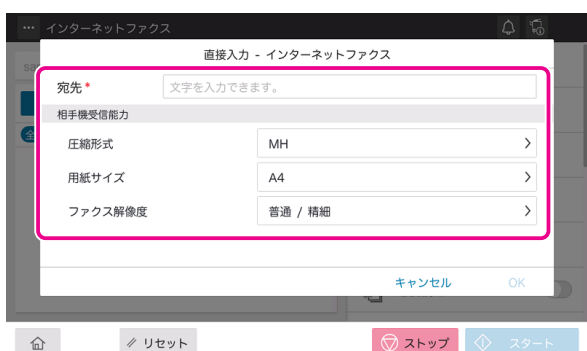 インターネットファクス
直接入力 - インターネットファクス
宛先* 文字を入力できます。
相手機受信能力
全
圧縮形式 MH
用紙サイズ A4
ファクス解像度 普通 / 精細
キャンセル OK
リセット ストップ スタート